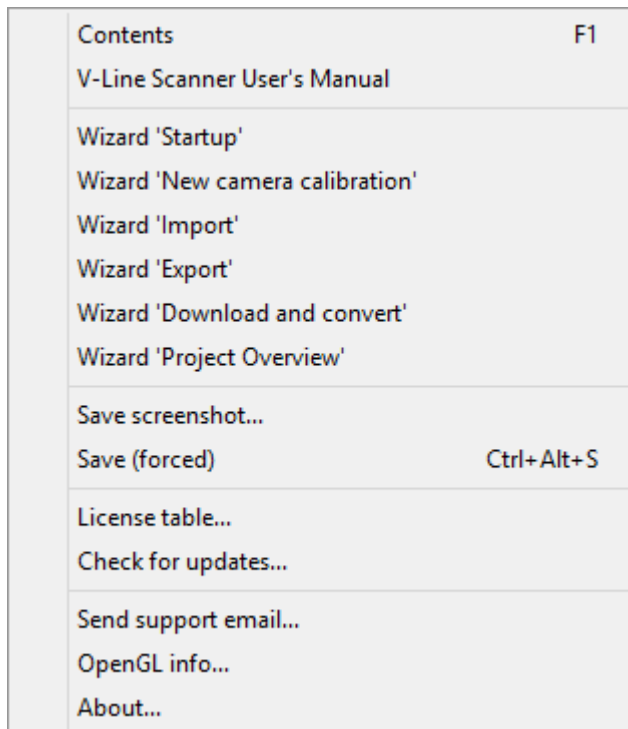 Contents F1
V-Line Scanner User's Manual
Wizard 'Startup'
Wizard 'New camera calibration'
Wizard 'Import'
Wizard 'Export'
Wizard 'Download and convert'
Wizard 'Project Overview'
Save screenshot...
Save (forced) Ctrl+Alt+S
License table...
Check for updates...
Send support email...
OpenGL info...
About...